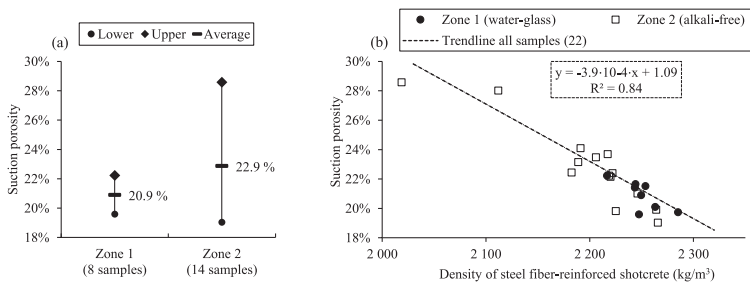 (a)
Lower Upper Average
Suction porosity
30%
28%
26%
24%
22%
20%
18%
20.9 %
22.9 %
Zone 1
(8 samples)
Zone 2
(14 samples)
(b)
Zone 1 (water-glass) Zone 2 (alkali-free)
Trendline all samples (22)
y = -3.9·10-4·x + 1.09
R² = 0.84
Suction porosity
30%
28%
26%
24%
22%
20%
18%
2 000 2 100 2 200 2 300
Density of steel fiber-reinforced shotcrete (kg/m³)